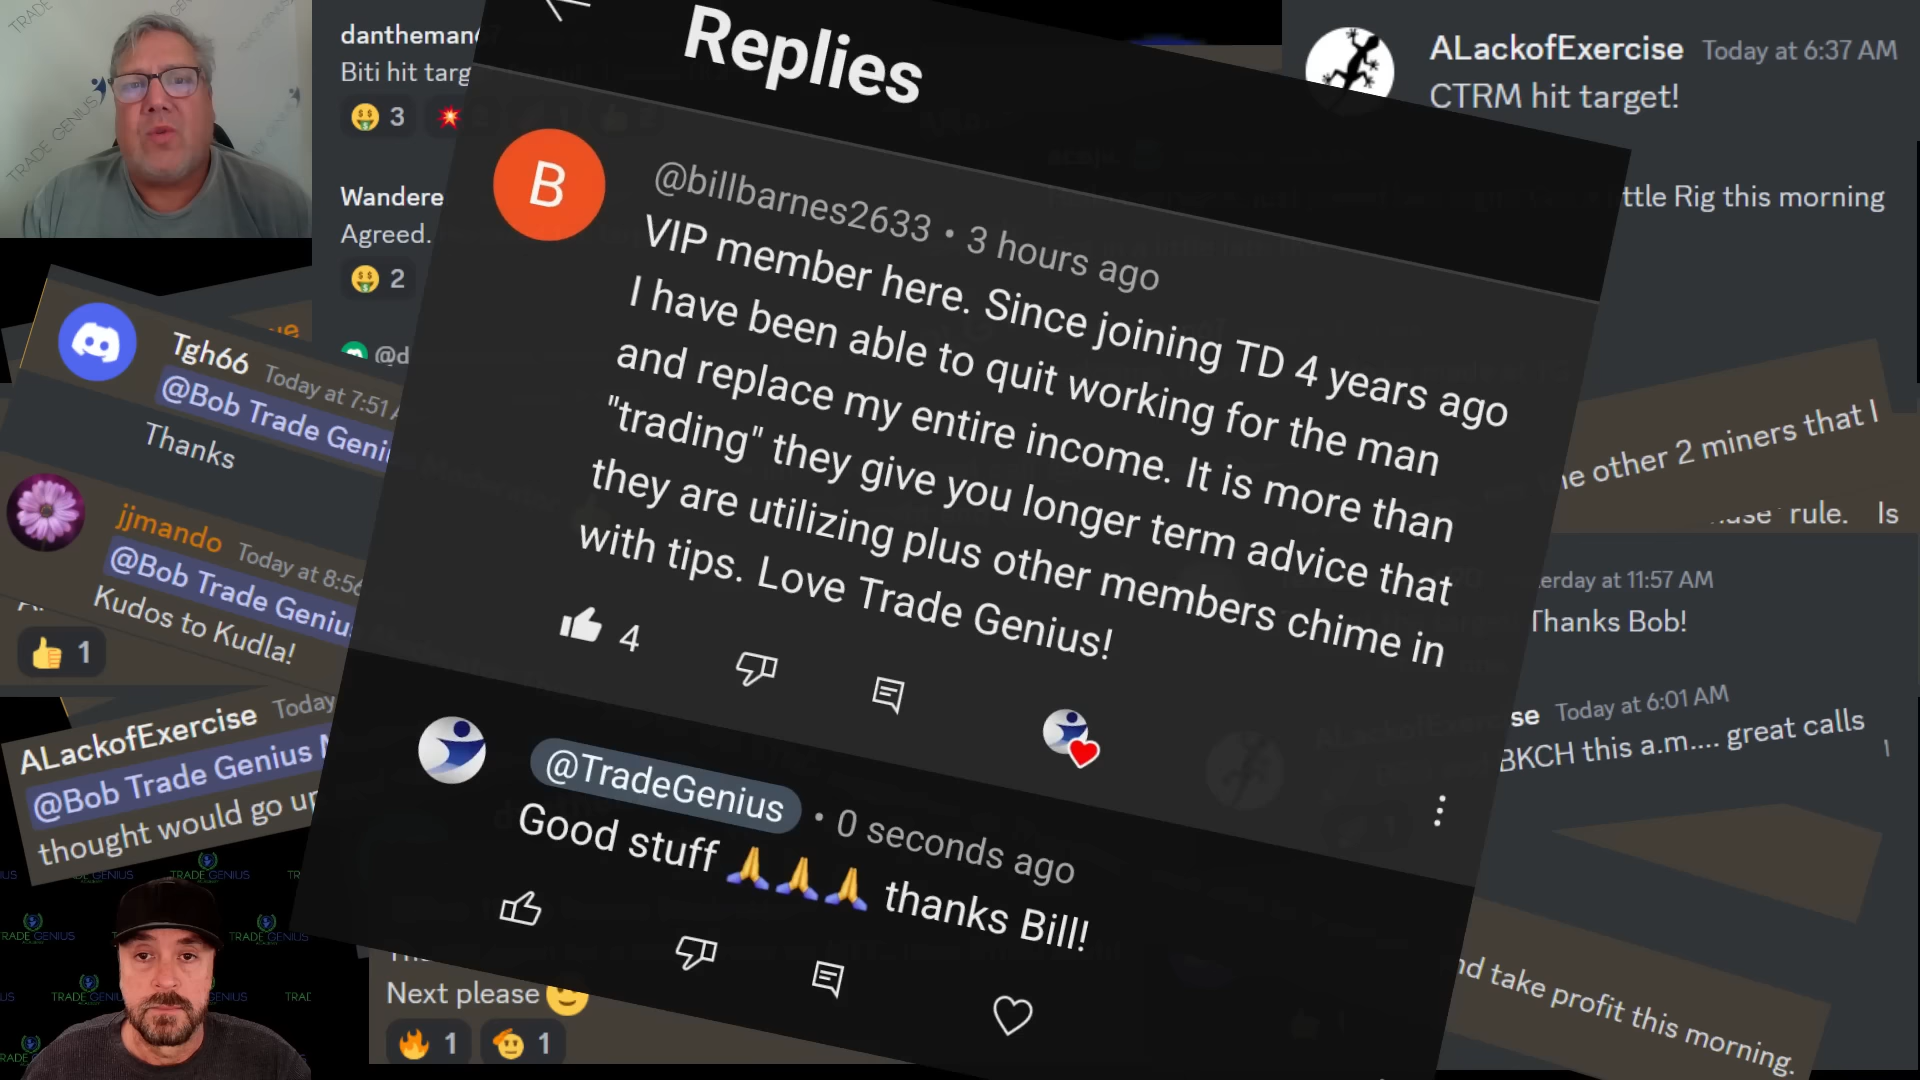 dantheman
Biti hit targ
3
Wandere
Agreed.
2
@d
Tgh66 Today at 7:51
@Bob Trade Geni
Thanks
jjmando Today at 8:56
@Bob Trade Genius
Kudos to Kudla!
1
ALackofExercise Today
@Bob Trade Genius
thought would go up
Replies
B
@billbarnes2633 • 3 hours ago
VIP member here. Since joining TD 4 years ago
I have been able to quit working for the man
and replace my entire income. It is more than
"trading" they give you longer term advice that
they are utilizing plus other members chime in
with tips. Love Trade Genius!
4
@TradeGenius • 0 seconds ago
Good stuff 🙏🙏🙏 thanks Bill!
Next please
1 1
ALackofExercise Today at 6:37 AM
CTRM hit target!
ttle Rig this morning
e other 2 miners that I
rule. Is
erday at 11:57 AM
Thanks Bob!
se Today at 6:01 AM
BKCH this a.m.... great calls
nd take profit this morning.
TRADE GENIUS
TRADE GENIUS